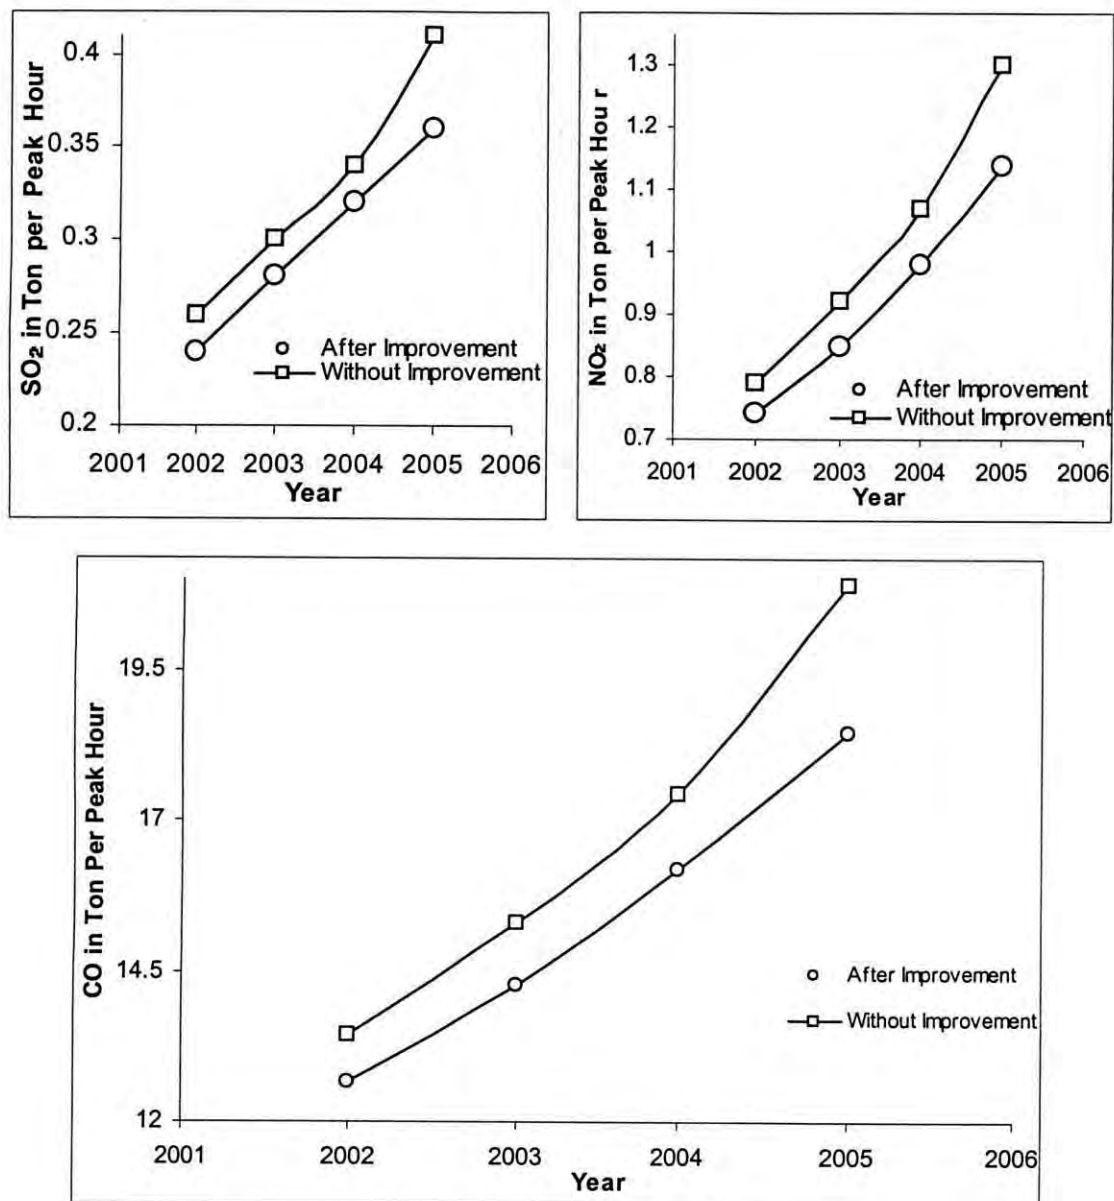 SO₂ in Ton per Peak Hour
0.4
0.35
0.3
0.25
0.2
After Improvement
Without Improvement
2001 2002 2003 2004 2005 2006
Year
NO₂ in Ton per Peak Hou r
1.3
1.2
1.1
1
0.9
0.8
0.7
After Improvement
Without Improvement
2001 2002 2003 2004 2005 2006
Year
CO in Ton Per Peak Hour
19.5
17
14.5
12
After Improvement
Without Improvement
2001 2002 2003 2004 2005 2006
Year